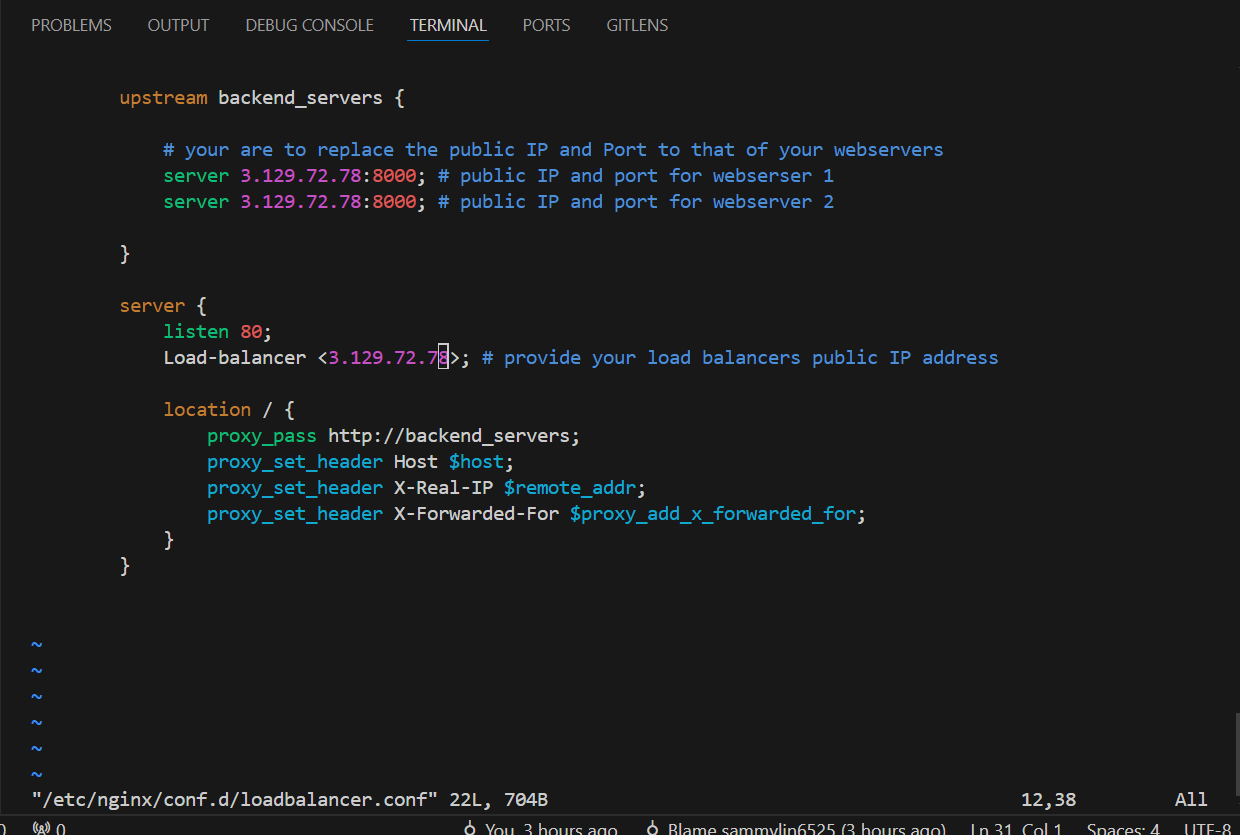 PROBLEMS OUTPUT DEBUG CONSOLE TERMINAL PORTS GITLENS
upstream backend_servers {
# your are to replace the public IP and Port to that of your webservers
server 3.129.72.78:8000; # public IP and port for webserser 1
server 3.129.72.78:8000; # public IP and port for webserver 2
}
server {
listen 80;
Load-balancer <3.129.72.78>; # provide your load balancers public IP address
location / {
proxy_pass http://backend_servers;
proxy_set_header Host $host;
proxy_set_header X-Real-IP $remote_addr;
proxy_set_header X-Forwarded-For $proxy_add_x_forwarded_for;
}
}
~
~
~
~
~
~
"/etc/nginx/conf.d/loadbalancer.conf" 22L, 704B 12,38 All
0 0 You, 3 hours ago Blame sammylin6525 (3 hours ago) Ln 31, Col 1 Spaces: 4 UTF-8